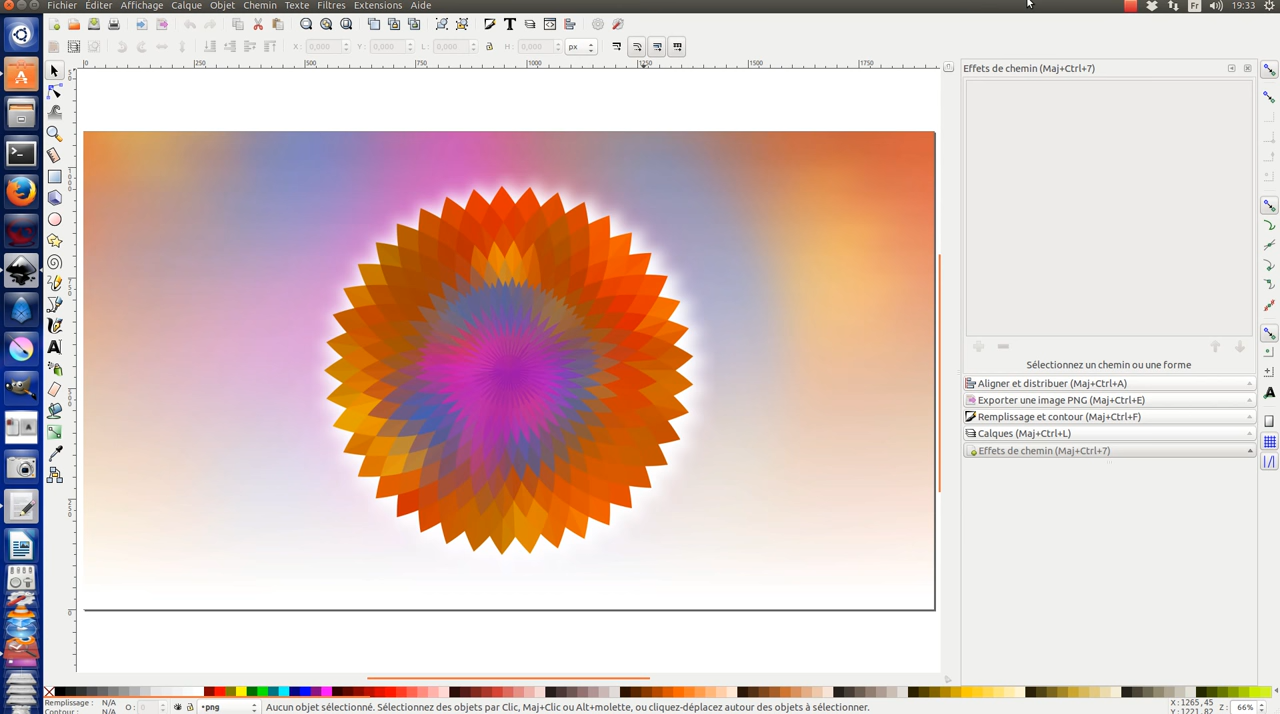 Fichier Éditer Affichage Calque Objet Chemin Texte Filtres Extensions Aide Fr 19:33
X: 0,000 Y: 0,000 L: 0,000 H: 0,000 px
0 250 500 750 1000 1250 1500 1750
Effets de chemin (Maj+Ctrl+7)
Sélectionnez un chemin ou une forme
Aligner et distribuer (Maj+Ctrl+A)
Exporter une image PNG (Maj+Ctrl+E)
Remplissage et contour (Maj+Ctrl+F)
Calques (Maj+Ctrl+L)
Effets de chemin (Maj+Ctrl+7)
Remplissage : N/A
Contour : N/A
O: 0
•png
Aucun objet sélectionné. Sélectionnez des objets par Clic, Maj+Clic ou Alt+molette, ou cliquez-déplacez autour des objets à sélectionner.
X: 1265,45
Y: 1221,82
Z: 66%